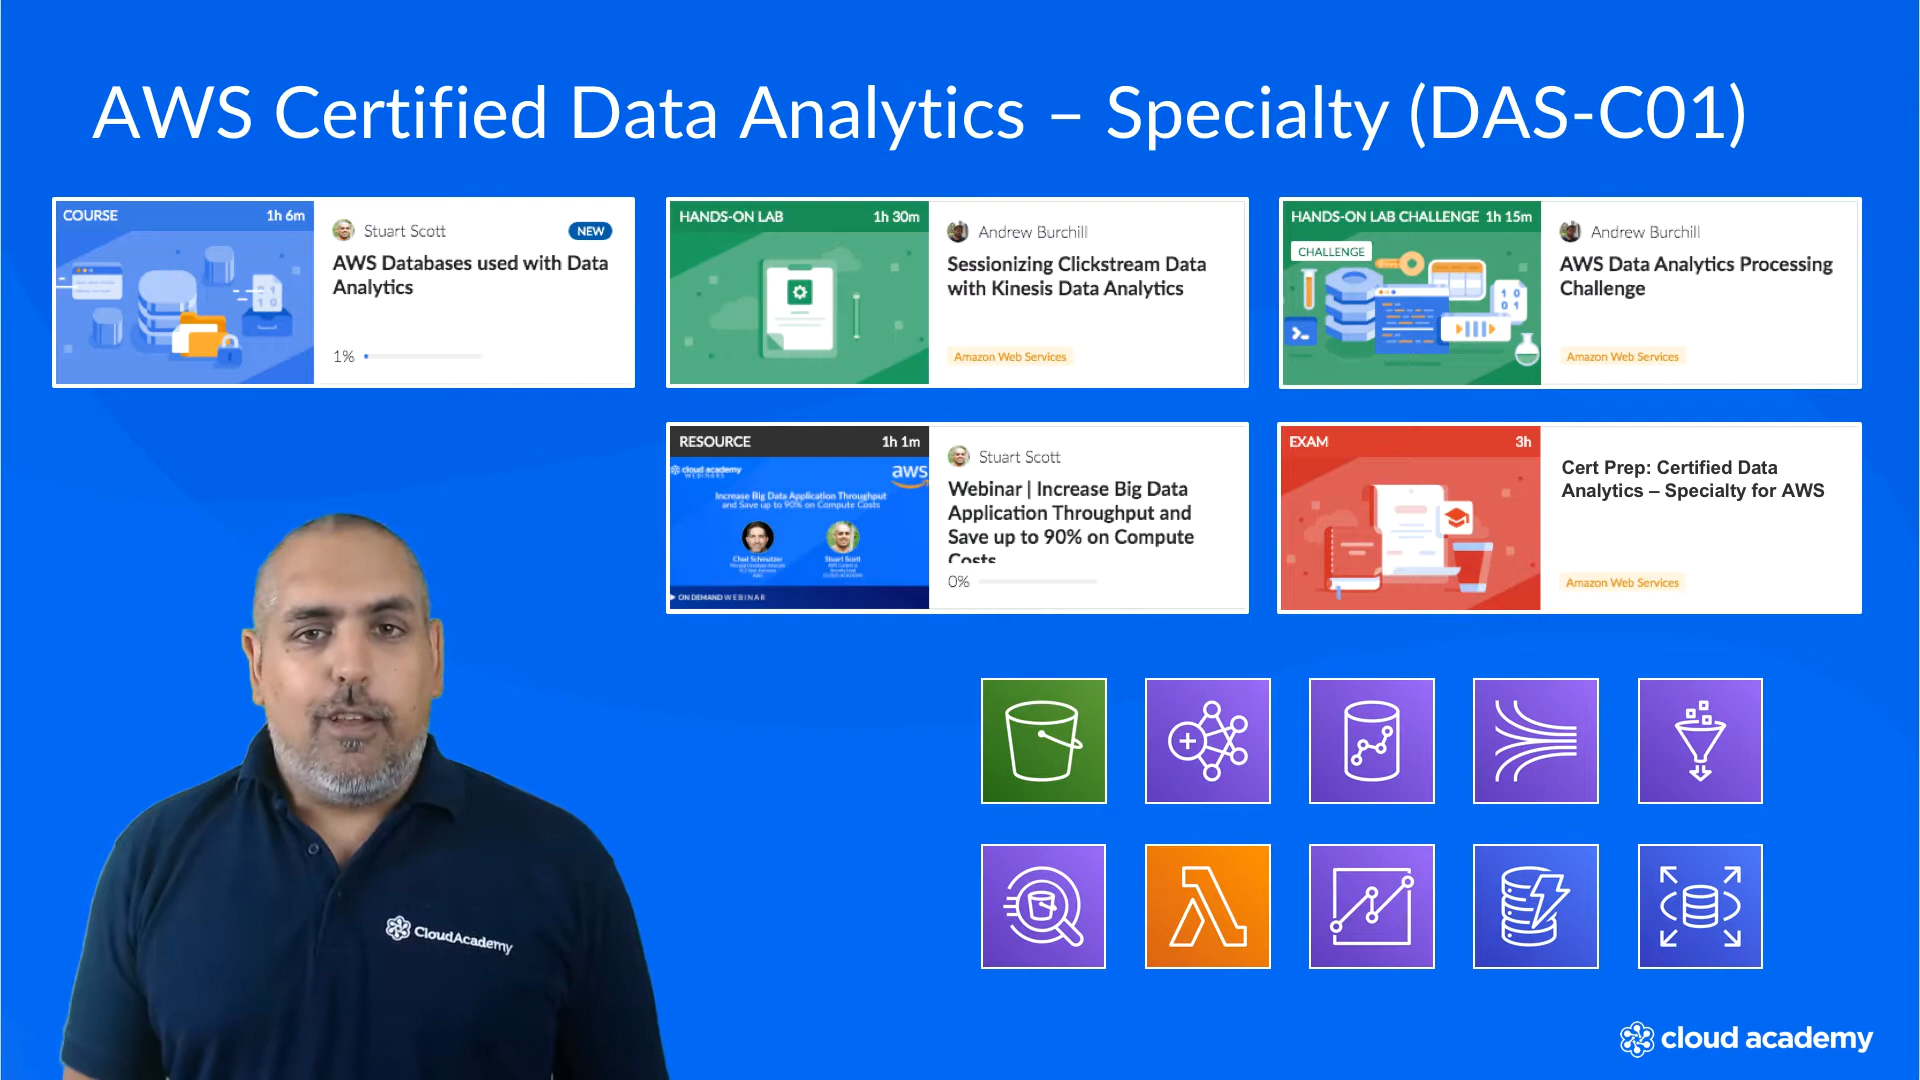 AWS Certified Data Analytics – Specialty (DAS-C01)
COURSE 1h 6m
Stuart Scott NEW
AWS Databases used with Data
Analytics
1%
HANDS-ON LAB 1h 30m
Andrew Burchill
Sessionizing Clickstream Data
with Kinesis Data Analytics
Amazon Web Services
HANDS-ON LAB CHALLENGE 1h 15m
CHALLENGE
Andrew Burchill
AWS Data Analytics Processing
Challenge
Amazon Web Services
RESOURCE 1h 1m
cloud academy
WEBINARS
aws
Increase Big Data Application Throughput
and Save up to 90% on Compute Costs
Chad Schmutzer
Stuart Scott
ON DEMAND WEBINAR
Stuart Scott
Webinar | Increase Big Data
Application Throughput and
Save up to 90% on Compute
Costs
0%
EXAM 3h
Cert Prep: Certified Data
Analytics – Specialty for AWS
Amazon Web Services
CloudAcademy
cloud academy